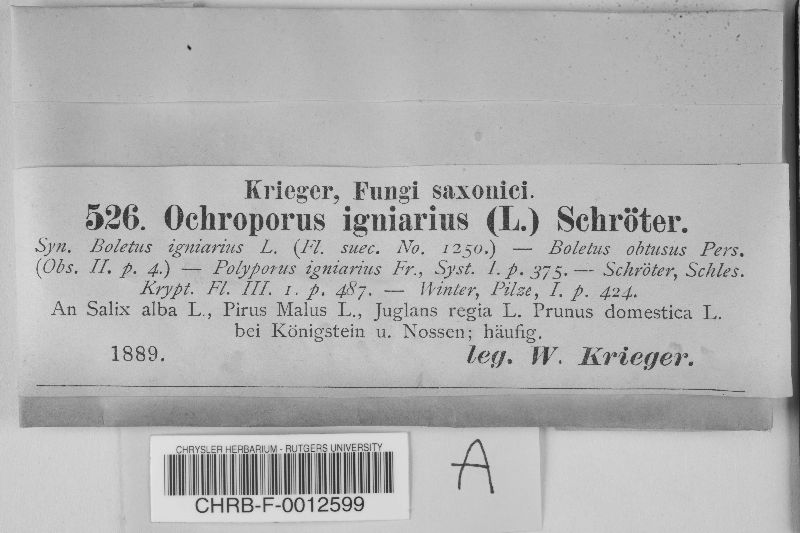 Krieger, Fungi saxonici.
526. Ochroporus igniarius (L.) Schröter.
Syn. Boletus igniarius L. (Fl. suec. No. 1250.) — Boletus obtusus Pers.
(Obs. II. p. 4.) — Polyporus igniarius Fr., Syst. I. p. 375. — Schröter, Schles.
Krypt. Fl. III. 1. p. 487. — Winter, Pilze, I. p. 424.
An Salix alba L., Pirus Malus L., Juglans regia L. Prunus domestica L.
bei Königstein u. Nossen; häufig.
1889. leg. W. Krieger.
CHRYSLER HERBARIUM - RUTGERS UNIVERSITY
CHRB-F-0012599
A